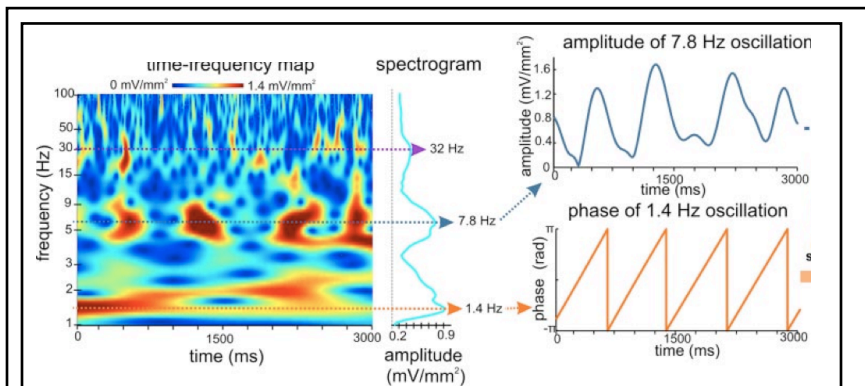 time-frequency map
0 mV/mm² 1.4 mV/mm²
100
50
30
15
9
5
3
2
1
frequency (Hz)
0 1500 3000
time (ms)
spectrogram
32 Hz
7.8 Hz
1.4 Hz
0.2 0.9
amplitude
(mV/mm²)
amplitude of 7.8 Hz oscillation
amplitude (mV/mm²)
1.6
1.2
0.8
0.4
0
0 1500 3000
time (ms)
phase of 1.4 Hz oscillation
phase (rad)
π
-π
0 1500 3000
time (ms)
s